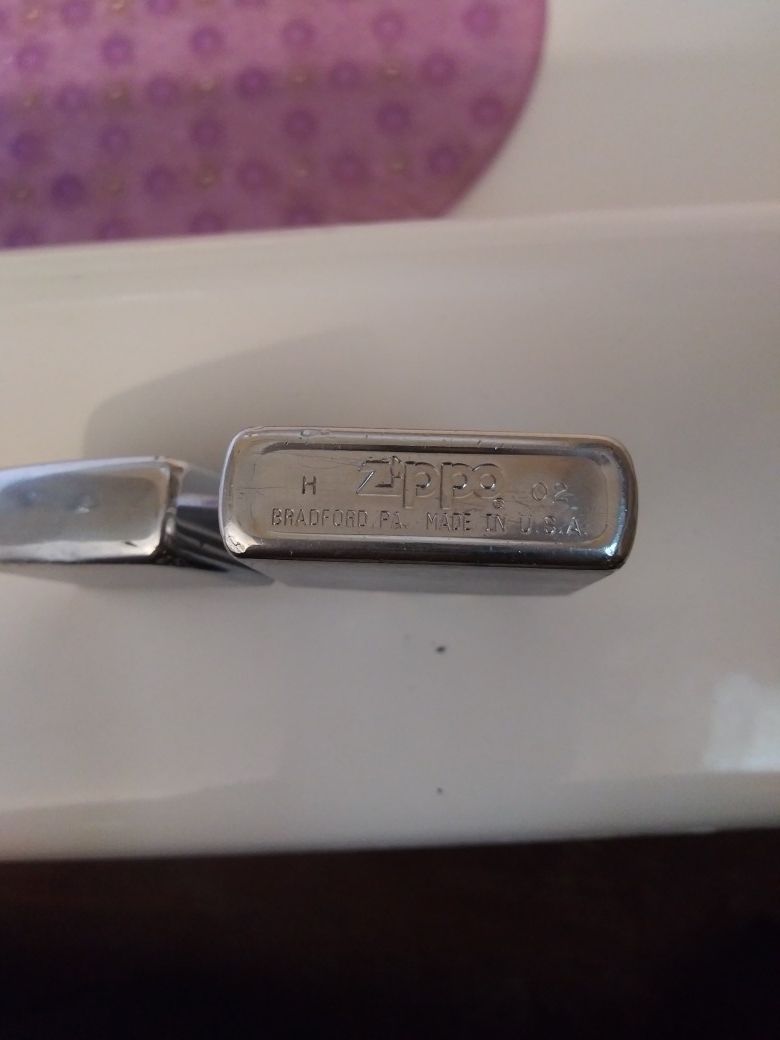 H Zippo® 02
BRADFORD, PA. MADE IN U.S.A.